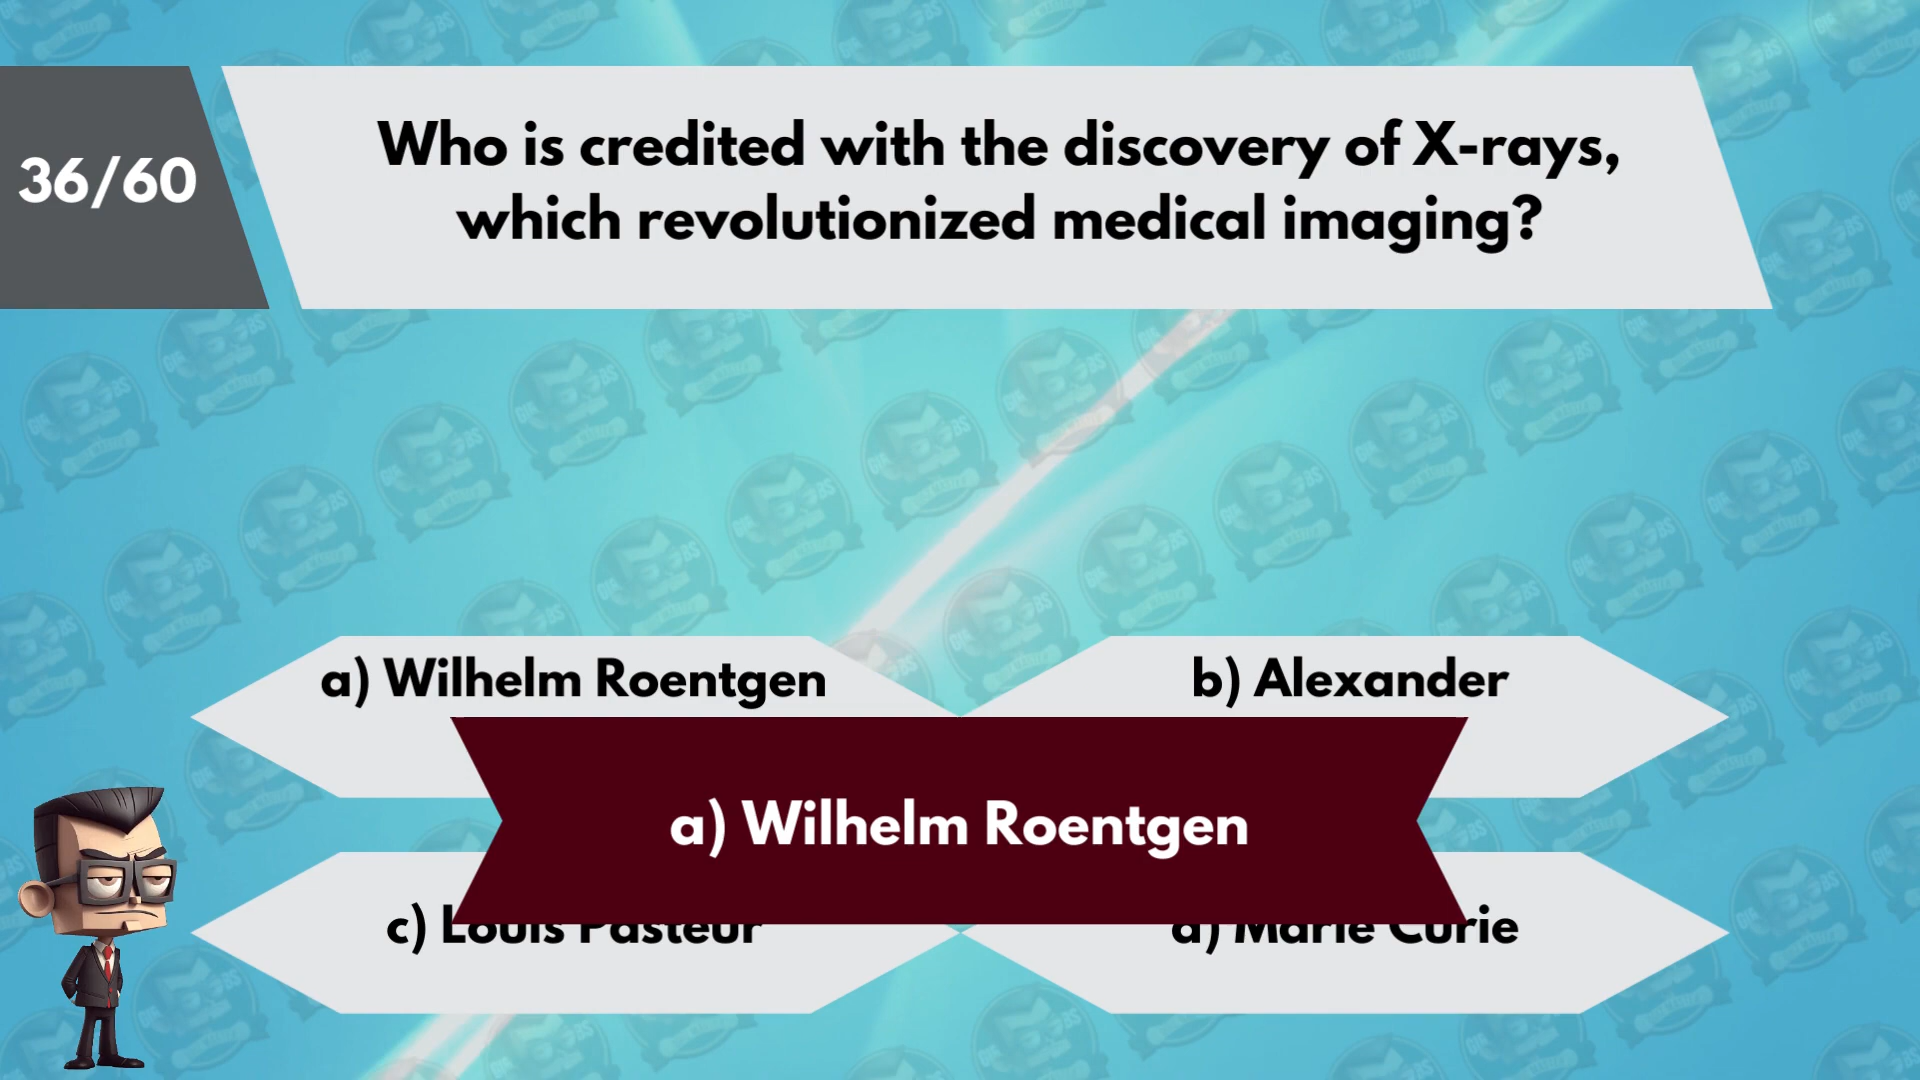 36/60
Who is credited with the discovery of X-rays,
which revolutionized medical imaging?
a) Wilhelm Roentgen
b) Alexander
a) Wilhelm Roentgen
c) Louis Pasteur
d) Marie Curie